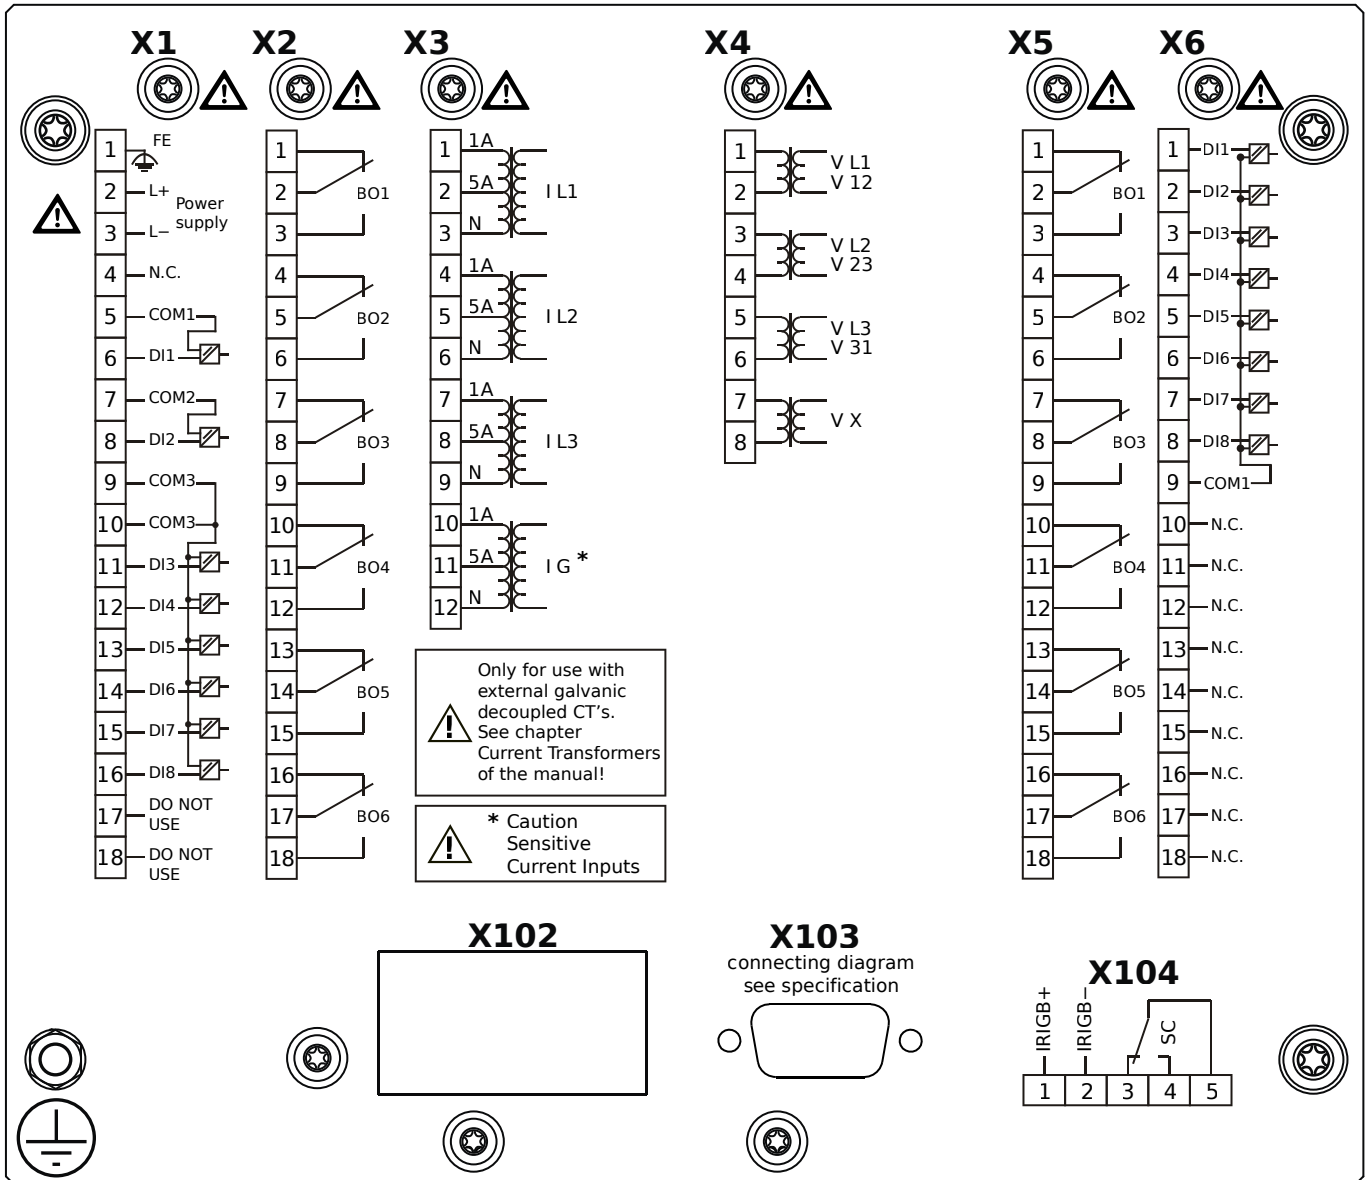 X1
1 FE
2 L+
Power
supply
3 L−
4 N.C.
5 COM1
6 DI1
7 COM2
8 DI2
9 COM3
10 COM3
11 DI3
12 DI4
13 DI5
14 DI6
15 DI7
16 DI8
17 DO NOT
USE
18 DO NOT
USE
X2
1
2 BO1
3
4
5 BO2
6
7
8 BO3
9
10
11 BO4
12
13
14 BO5
15
16
17 BO6
18
X3
1 1A
2 5A I L1
3 N
4 1A
5 5A I L2
6 N
7 1A
8 5A I L3
9 N
10 1A
11 5A I G *
12 N
Only for use with
external galvanic
decoupled CT's.
See chapter
Current Transformers
of the manual!
* Caution
Sensitive
Current Inputs
X4
1 V L1
2 V 12
3 V L2
4 V 23
5 V L3
6 V 31
7 V X
8
X5
1
2 BO1
3
4
5 BO2
6
7
8 BO3
9
10
11 BO4
12
13
14 BO5
15
16
17 BO6
18
X6
1 DI1
2 DI2
3 DI3
4 DI4
5 DI5
6 DI6
7 DI7
8 DI8
9 COM1
10 N.C.
11 N.C.
12 N.C.
13 N.C.
14 N.C.
15 N.C.
16 N.C.
17 N.C.
18 N.C.
X102
X103
connecting diagram
see specification
X104
IRIGB+
IRIGB−
SC
1 2 3 4 5